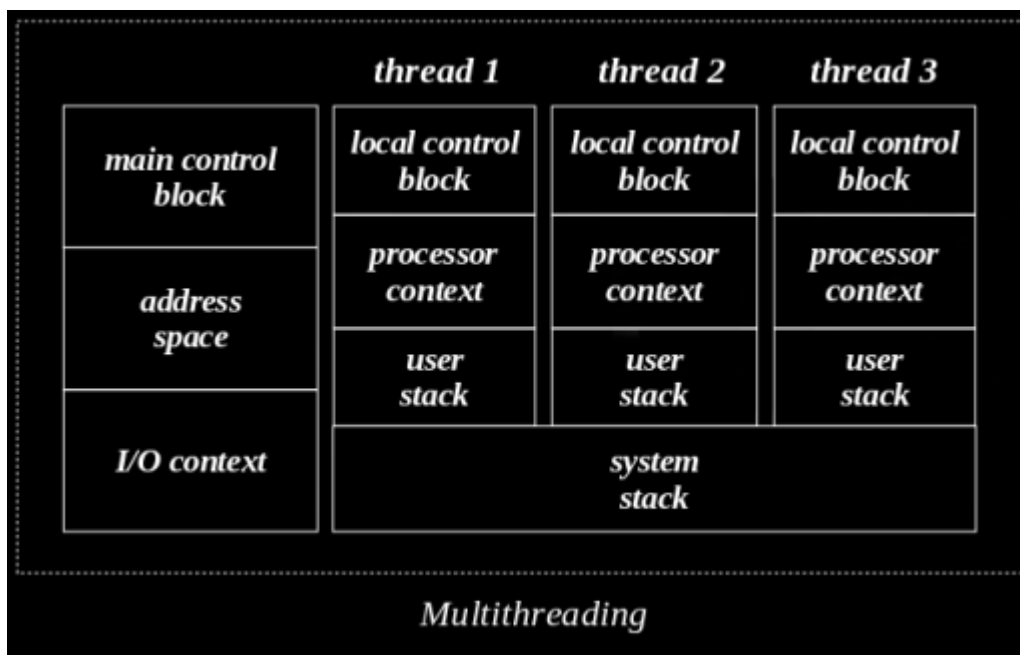 thread 1
thread 2
thread 3
main control
block
address
space
I/O context
local control
block
processor
context
user
stack
local control
block
processor
context
user
stack
local control
block
processor
context
user
stack
system
stack
Multithreading